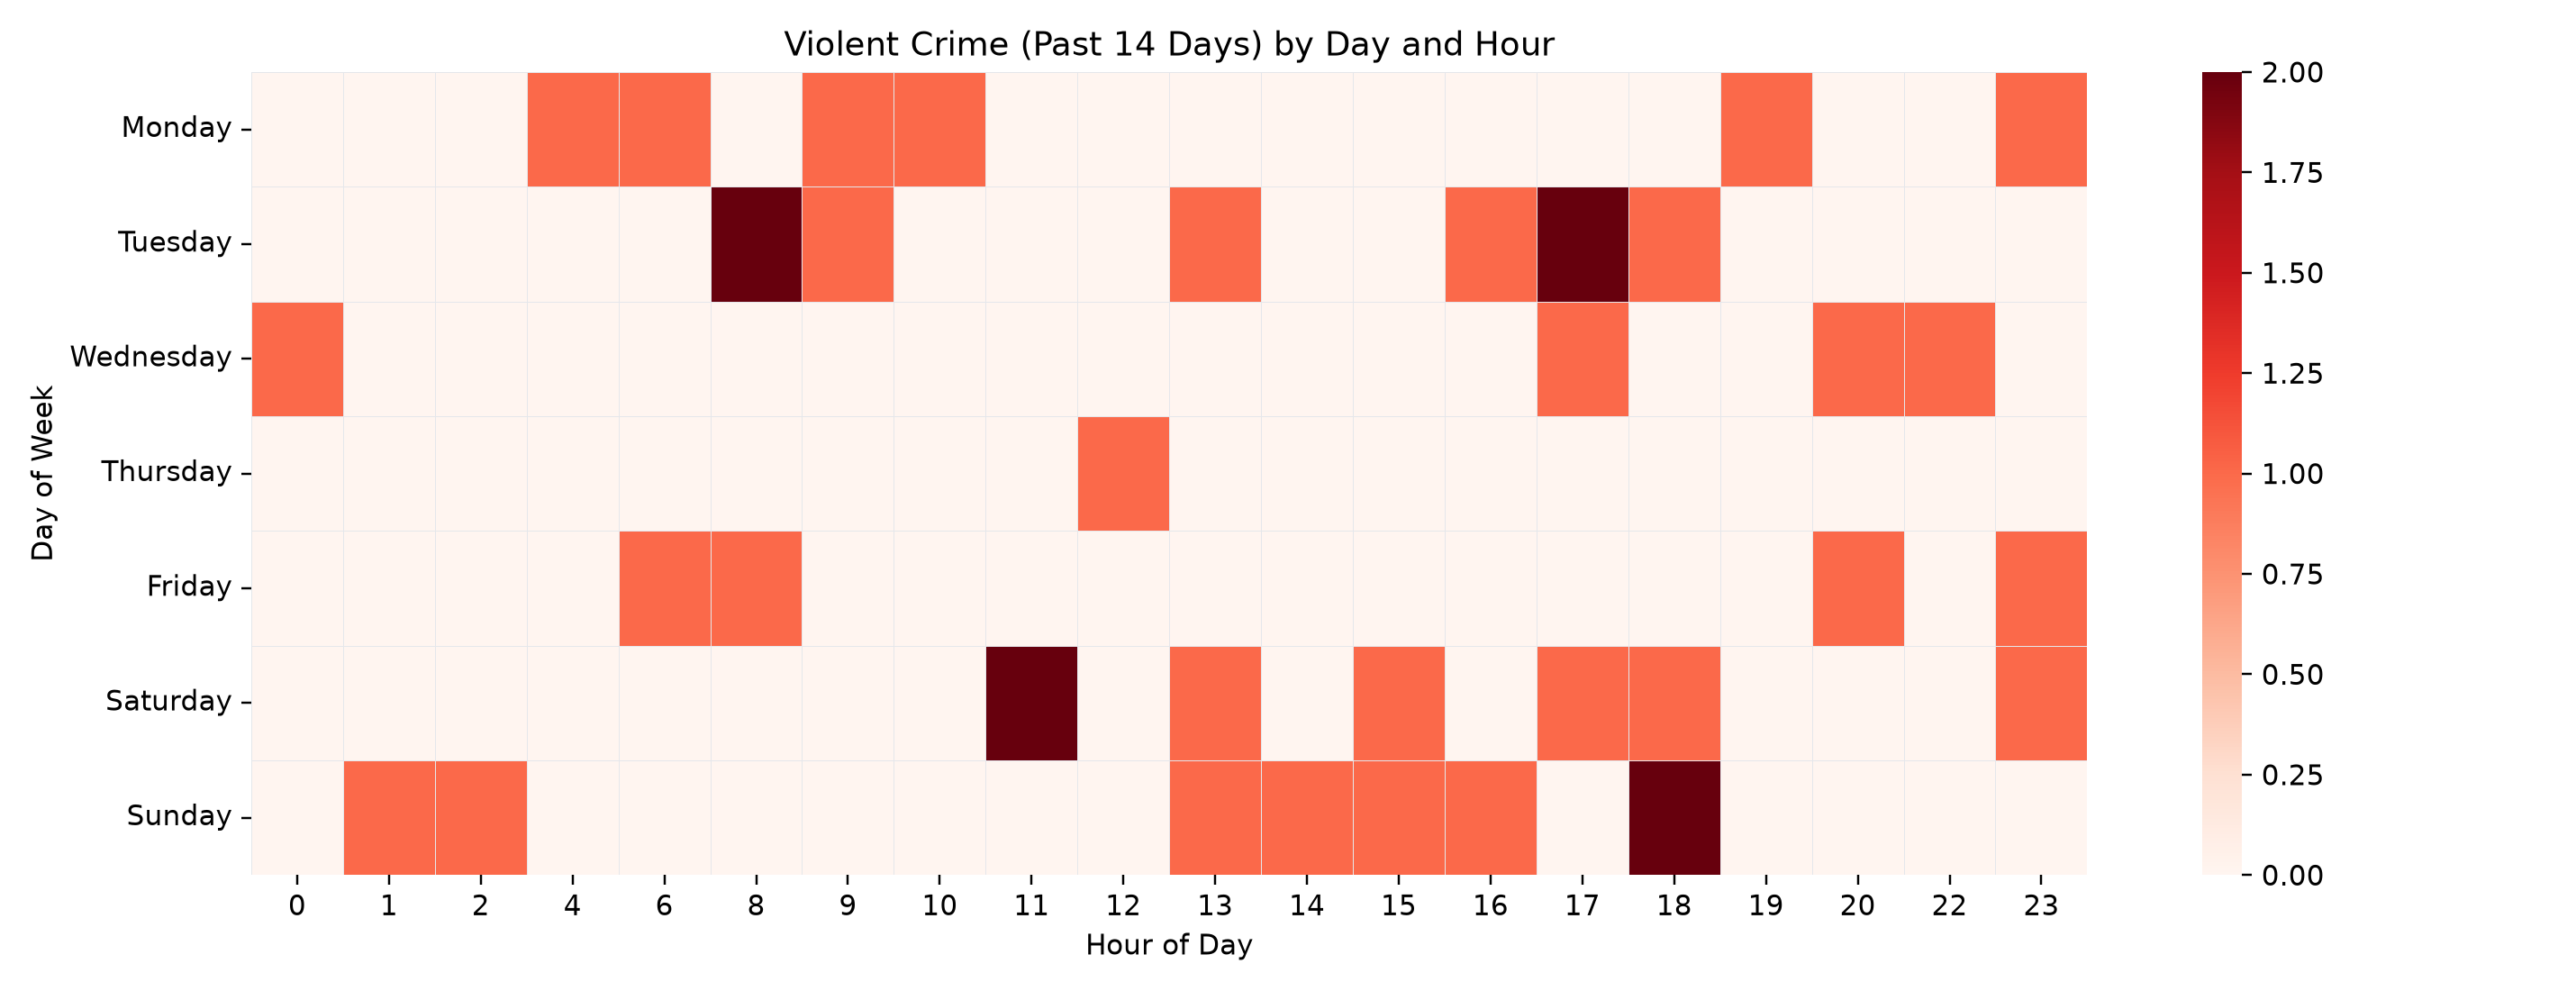 Violent Crime (Past 14 Days) by Day and Hour
Day of Week
Monday
Tuesday
Wednesday
Thursday
Friday
Saturday
Sunday
0 1 2 4 6 8 9 10 11 12 13 14 15 16 17 18 19 20 22 23
Hour of Day
2.00
1.75
1.50
1.25
1.00
0.75
0.50
0.25
0.00